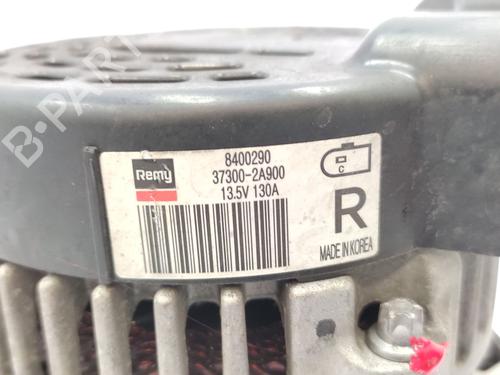 B-PARTS
Remy
8400290
37300-2A900
13.5V 130A
C
R
MADE IN KOREA